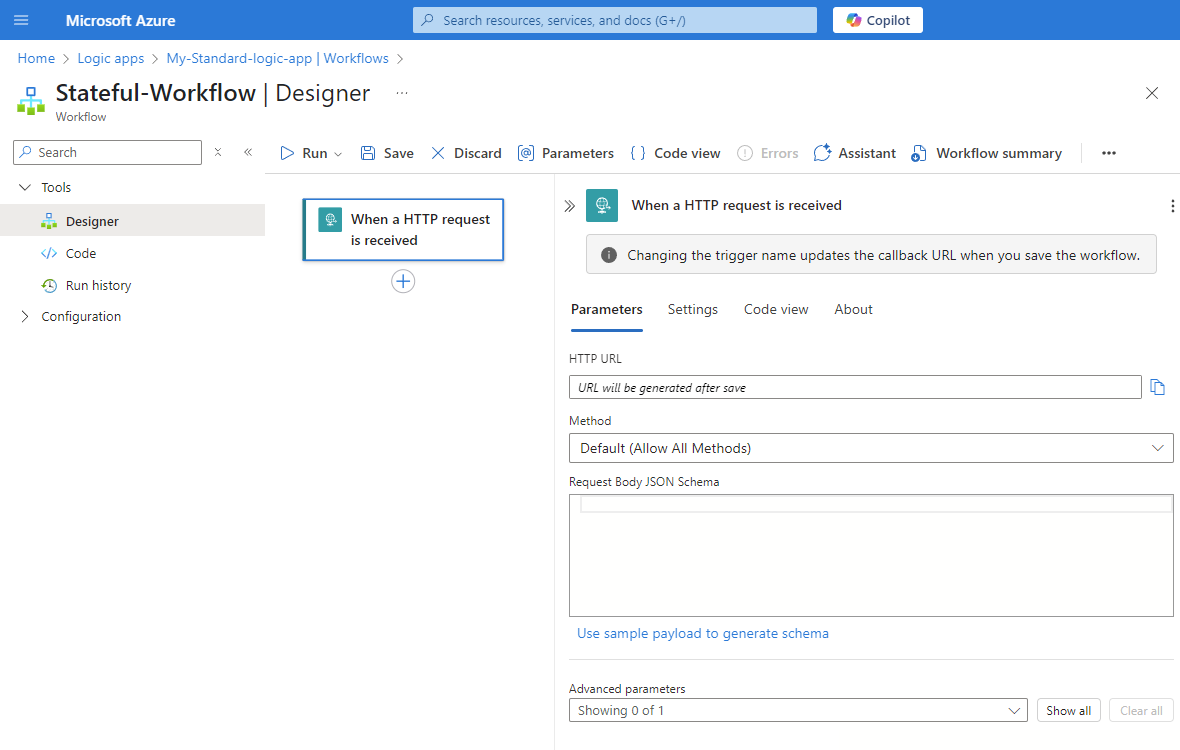 Microsoft Azure
Search resources, services, and docs (G+/)
Copilot
Home > Logic apps > My-Standard-logic-app | Workflows >
Stateful-Workflow | Designer ...
Workflow
Search
Run
Save
Discard
Parameters
Code view
Errors
Assistant
Workflow summary
Tools
Designer
Code
Run history
Configuration
When a HTTP request
is received
When a HTTP request is received
Changing the trigger name updates the callback URL when you save the workflow.
Parameters
Settings
Code view
About
HTTP URL
URL will be generated after save
Method
Default (Allow All Methods)
Request Body JSON Schema
Use sample payload to generate schema
Advanced parameters
Showing 0 of 1
Show all
Clear all